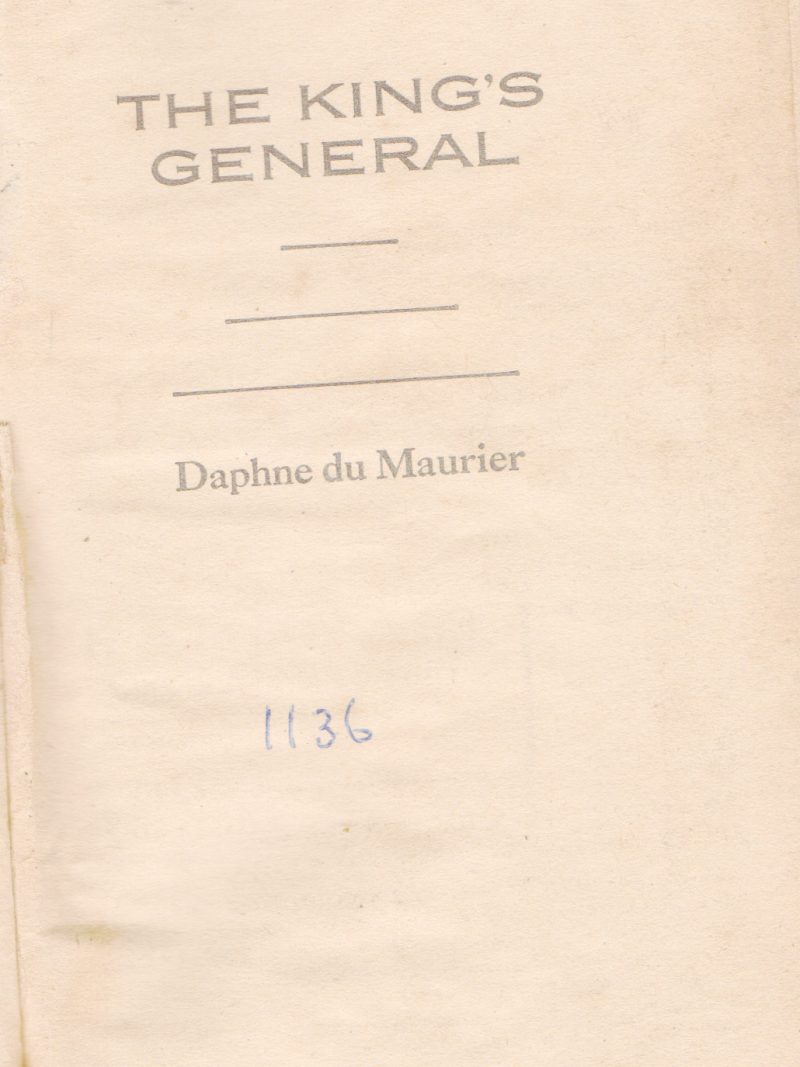 THE KING'S
GENERAL
Daphne du Maurier
1136